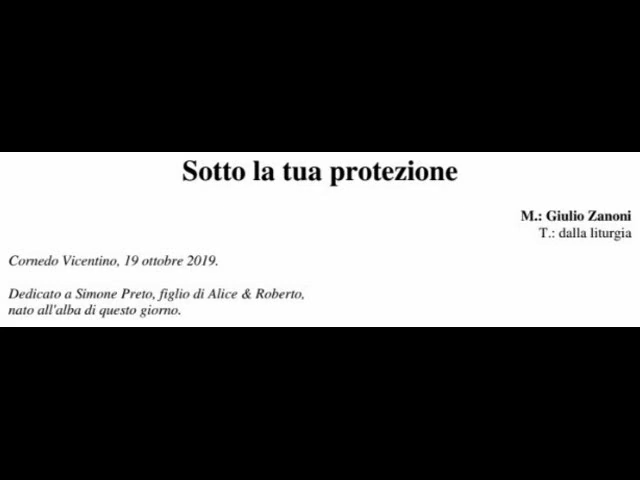 Sotto la tua protezione
M.: Giulio Zanoni
T.: dalla liturgia
Cornedo Vicentino, 19 ottobre 2019.
Dedicato a Simone Preto, figlio di Alice & Roberto,
nato all'alba di questo giorno.